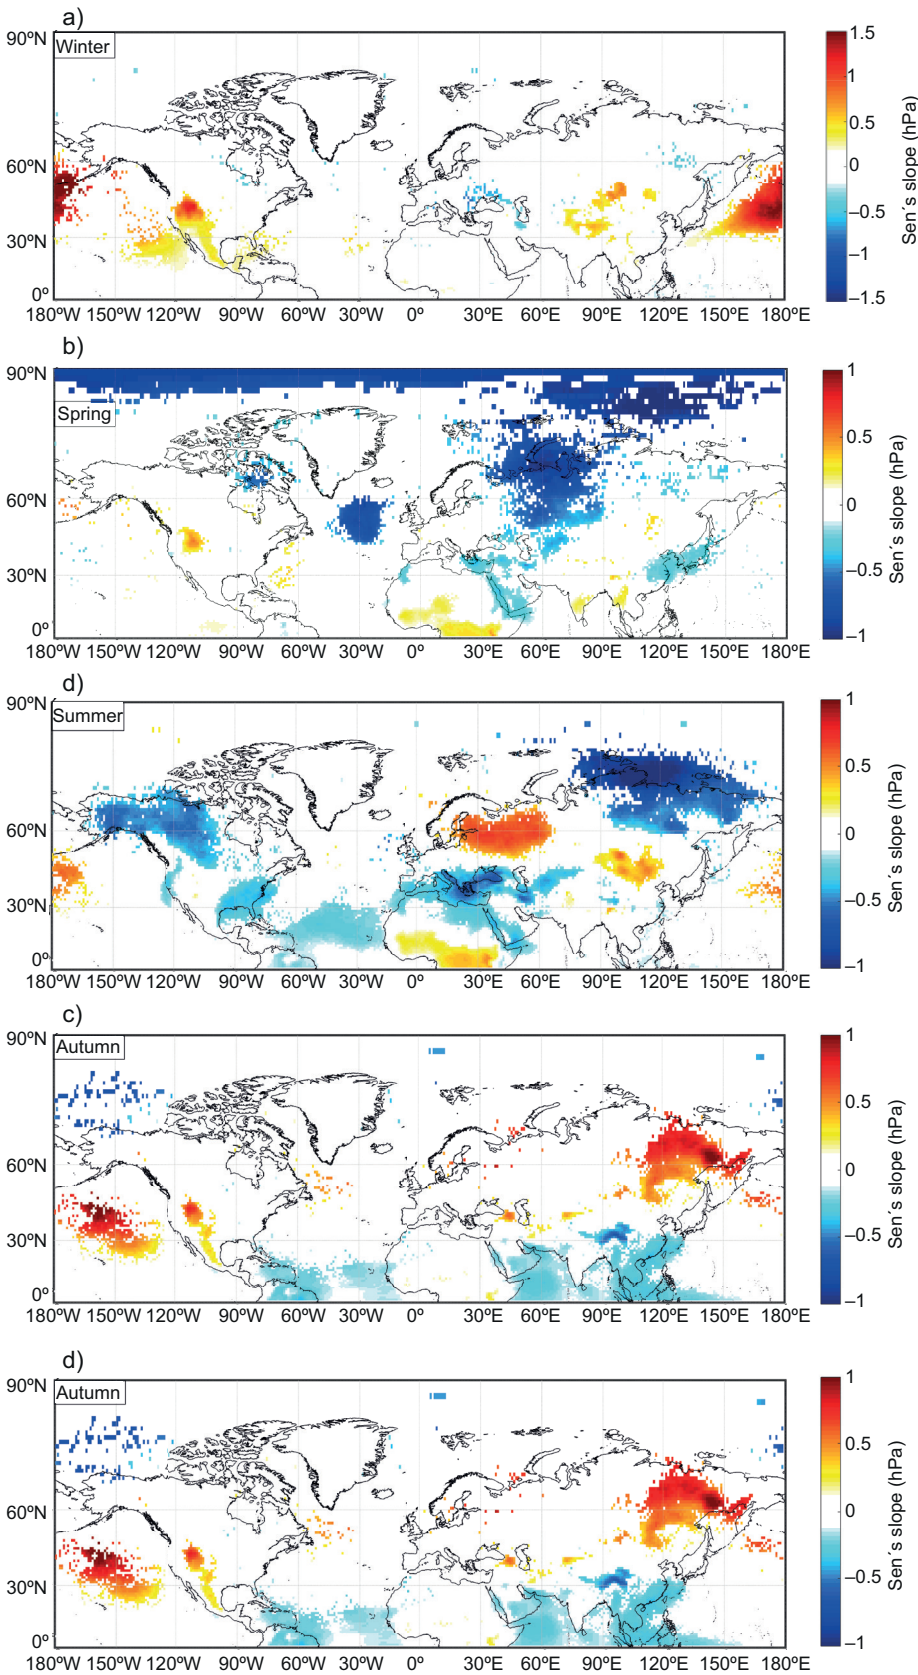 a)
90ºN
Winter
60ºN
30ºN
0º
180ºW 150ºW 120ºW 90ºW 60ºW 30ºW 0º 30ºE 60ºE 90ºE 120ºE 150ºE 180ºE
1.5
1
0.5
0
–0.5
–1
–1.5
Sen´s slope (hPa)
b)
90ºN
Spring
60ºN
30ºN
0º
180ºW 150ºW 120ºW 90ºW 60ºW 30ºW 0º 30ºE 60ºE 90ºE 120ºE 150ºE 180ºE
1
0.5
0
–0.5
–1
Sen´s slope (hPa)
d)
90ºN
Summer
60ºN
30ºN
0º
180ºW 150ºW 120ºW 90ºW 60ºW 30ºW 0º 30ºE 60ºE 90ºE 120ºE 150ºE 180ºE
1
0.5
0
–0.5
–1
Sen´s slope (hPa)
c)
90ºN
Autumn
60ºN
30ºN
0º
180ºW 150ºW 120ºW 90ºW 60ºW 30ºW 0º 30ºE 60ºE 90ºE 120ºE 150ºE 180ºE
1
0.5
0
–0.5
–1
Sen´s slope (hPa)
d)
90ºN
Autumn
60ºN
30ºN
0º
180ºW 150ºW 120ºW 90ºW 60ºW 30ºW 0º 30ºE 60ºE 90ºE 120ºE 150ºE 180ºE
1
0.5
0
–0.5
–1
Sen´s slope (hPa)